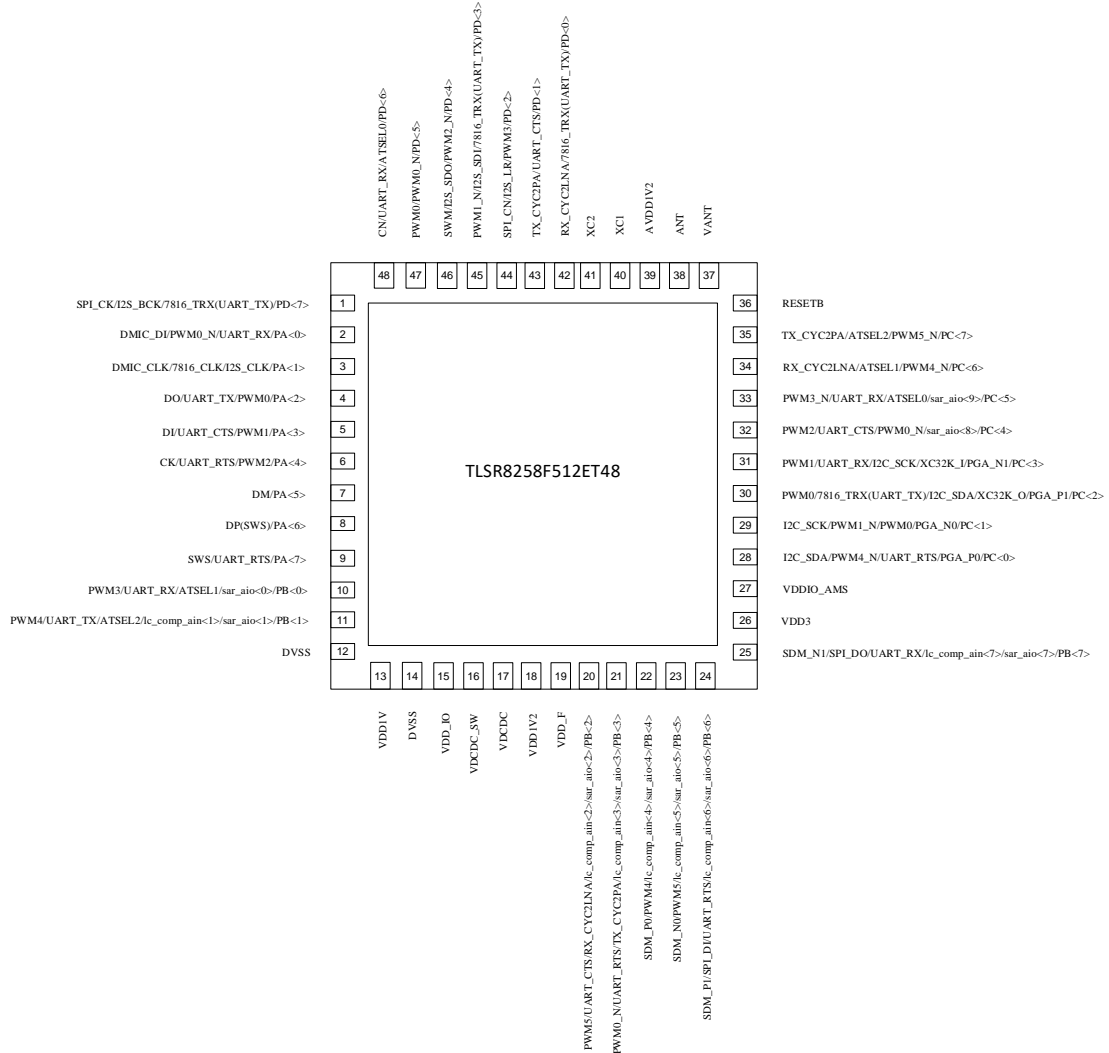 CN/UART_RX/ATSEL0/PD<6>
PWM0/PWM0_N/PD<5>
SWM/I2S_SDO/PWM2_N/PD<4>
PWM1_N/I2S_SDI/7816_TRX(UART_TX)/PD<3>
SPI_CN/I2S_LR/PWM3/PD<2>
TX_CYC2PA/UART_CTS/PD<1>
RX_CYC2LNA/7816_TRX(UART_TX)/PD<0>
XC2
XC1
AVDD1V2
ANT
VANT
48
47
46
45
44
43
42
41
40
39
38
37
SPI_CK/I2S_BCK/7816_TRX(UART_TX)/PD<7>
1
DMIC_DI/PWM0_N/UART_RX/PA<0>
2
DMIC_CLK/7816_CLK/I2S_CLK/PA<1>
3
DO/UART_TX/PWM0/PA<2>
4
DI/UART_CTS/PWM1/PA<3>
5
CK/UART_RTS/PWM2/PA<4>
6
DM/PA<5>
7
DP(SWS)/PA<6>
8
SWS/UART_RTS/PA<7>
9
PWM3/UART_RX/ATSEL1/sar_aio<0>/PB<0>
10
PWM4/UART_TX/ATSEL2/lc_comp_ain<1>/sar_aio<1>/PB<1>
11
DVSS
12
TLSR8258F512ET48
36
RESETB
35
TX_CYC2PA/ATSEL2/PWM5_N/PC<7>
34
RX_CYC2LNA/ATSEL1/PWM4_N/PC<6>
33
PWM3_N/UART_RX/ATSEL0/sar_aio<9>/PC<5>
32
PWM2/UART_CTS/PWM0_N/sar_aio<8>/PC<4>
31
PWM1/UART_RX/I2C_SCK/XC32K_I/PGA_N1/PC<3>
30
PWM0/7816_TRX(UART_TX)/I2C_SDA/XC32K_O/PGA_P1/PC<2>
29
I2C_SCK/PWM1_N/PWM0/PGA_N0/PC<1>
28
I2C_SDA/PWM4_N/UART_RTS/PGA_P0/PC<0>
27
VDDIO_AMS
26
VDD3
25
SDM_N1/SPI_DO/UART_RX/lc_comp_ain<7>/sar_aio<7>/PB<7>
13
14
15
16
17
18
19
20
21
22
23
24
VDD1V
DVSS
VDD_IO
VDCDC_SW
VDCDC
VDD1V2
VDD_F
PWM5/UART_CTS/RX_CYC2LNA/lc_comp_ain<2>/sar_aio<2>/PB<2>
PWM0_N/UART_RTS/TX_CYC2PA/lc_comp_ain<3>/sar_aio<3>/PB<3>
SDM_P0/PWM4/lc_comp_ain<4>/sar_aio<4>/PB<4>
SDM_N0/PWM5/lc_comp_ain<5>/sar_aio<5>/PB<5>
SDM_P1/SPI_DI/UART_RTS/lc_comp_ain<6>/sar_aio<6>/PB<6>